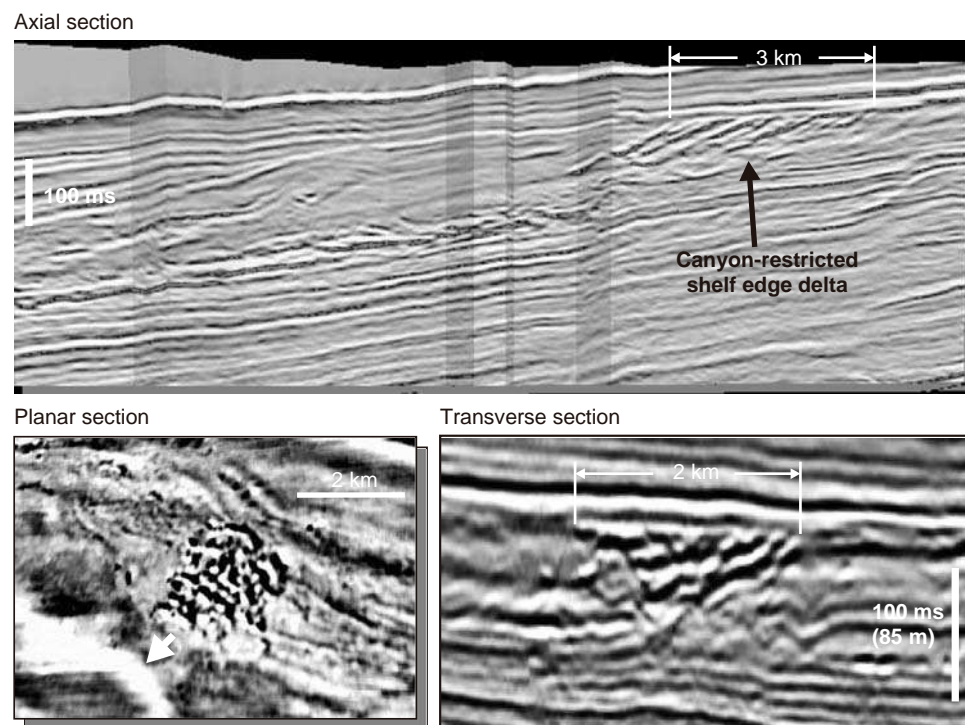 Axial section
3 km
100 ms
Canyon-restricted
shelf edge delta
Planar section
Transverse section
2 km
2 km
100 ms
(85 m)